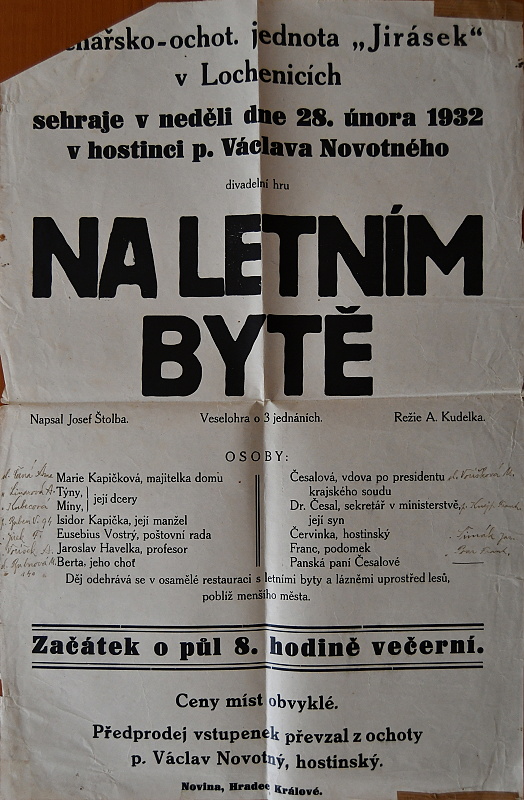 enářsko-ochot. jednota „Jirásek“
v Lochenicích
sehraje v neděli dne 28. února 1932
v hostinci p. Václava Novotného
divadelní hru
NA LETNÍM
BYTĚ
Napsal Josef Štolba. Veselohra o 3 jednáních. Režie A. Kudelka.
OSOBY:
Marie Kapičková, majitelka domu
Týny,
Miny, její dcery
Isidor Kapička, její manžel
Eusebius Vostrý, poštovní rada
Jaroslav Havelka, profesor
Berta, jeho choť
Česalová, vdova po presidentu
krajského soudu
Dr. Česal, sekretář v ministerstvě,
její syn
Červinka, hostinský
Franc, podomek
Panská paní Česalové
Děj odehrává se v osamělé restauraci s letními byty a lázněmi uprostřed lesů,
poblíž menšího města.
Začátek o půl 8. hodině večerní.
Ceny míst obvyklé.
Předprodej vstupenek převzal z ochoty
p. Václav Novotný, hostinský.
Novina, Hradec Králové.